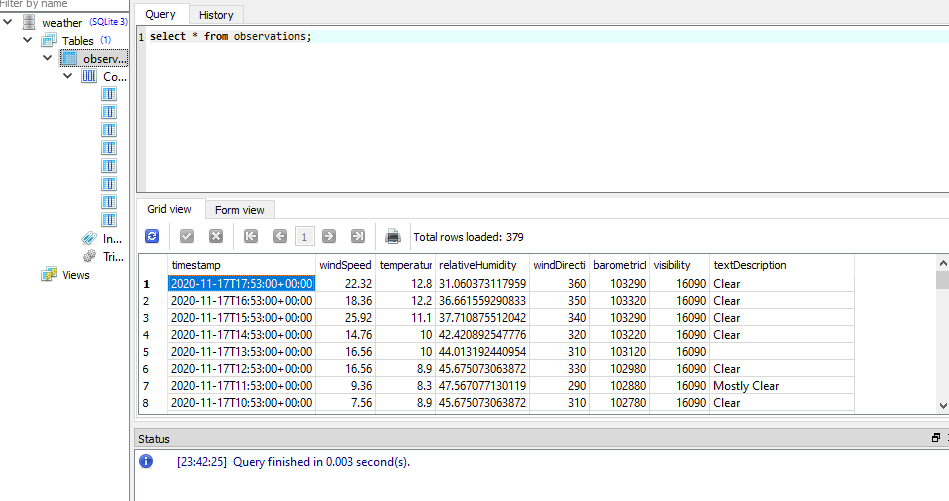 Filter by name
weather (SQLite 3)
Tables (1)
observ...
Co...
In...
Tri...
Views
Query History
1 select * from observations;
Grid view Form view
1 Total rows loaded: 379
timestamp windSpeed temperatur relativeHumidity windDirecti barometricl visibility textDescription
1 2020-11-17T17:53:00+00:00 22.32 12.8 31.060373117959 360 103290 16090 Clear
2 2020-11-17T16:53:00+00:00 18.36 12.2 36.661559290833 350 103320 16090 Clear
3 2020-11-17T15:53:00+00:00 25.92 11.1 37.710875512042 340 103290 16090 Clear
4 2020-11-17T14:53:00+00:00 14.76 10 42.420892547776 320 103220 16090 Clear
5 2020-11-17T13:53:00+00:00 16.56 10 44.013192440954 310 103120 16090
6 2020-11-17T12:53:00+00:00 16.56 8.9 45.675073063872 330 102980 16090 Clear
7 2020-11-17T11:53:00+00:00 9.36 8.3 47.567077130119 290 102880 16090 Mostly Clear
8 2020-11-17T10:53:00+00:00 7.56 8.9 45.675073063872 310 102780 16090 Clear
Status
[23:42:25] Query finished in 0.003 second(s).